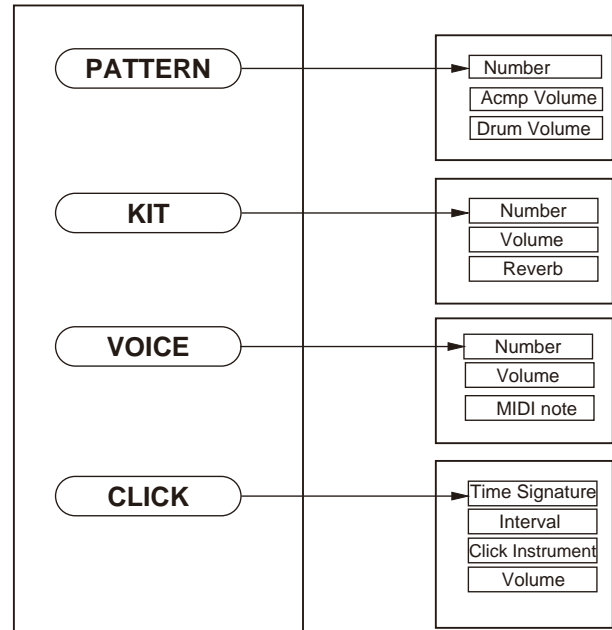 PATTERN
Number
Acmp Volume
Drum Volume
KIT
Number
Volume
Reverb
VOICE
Number
Volume
MIDI note
CLICK
Time Signature
Interval
Click Instrument
Volume